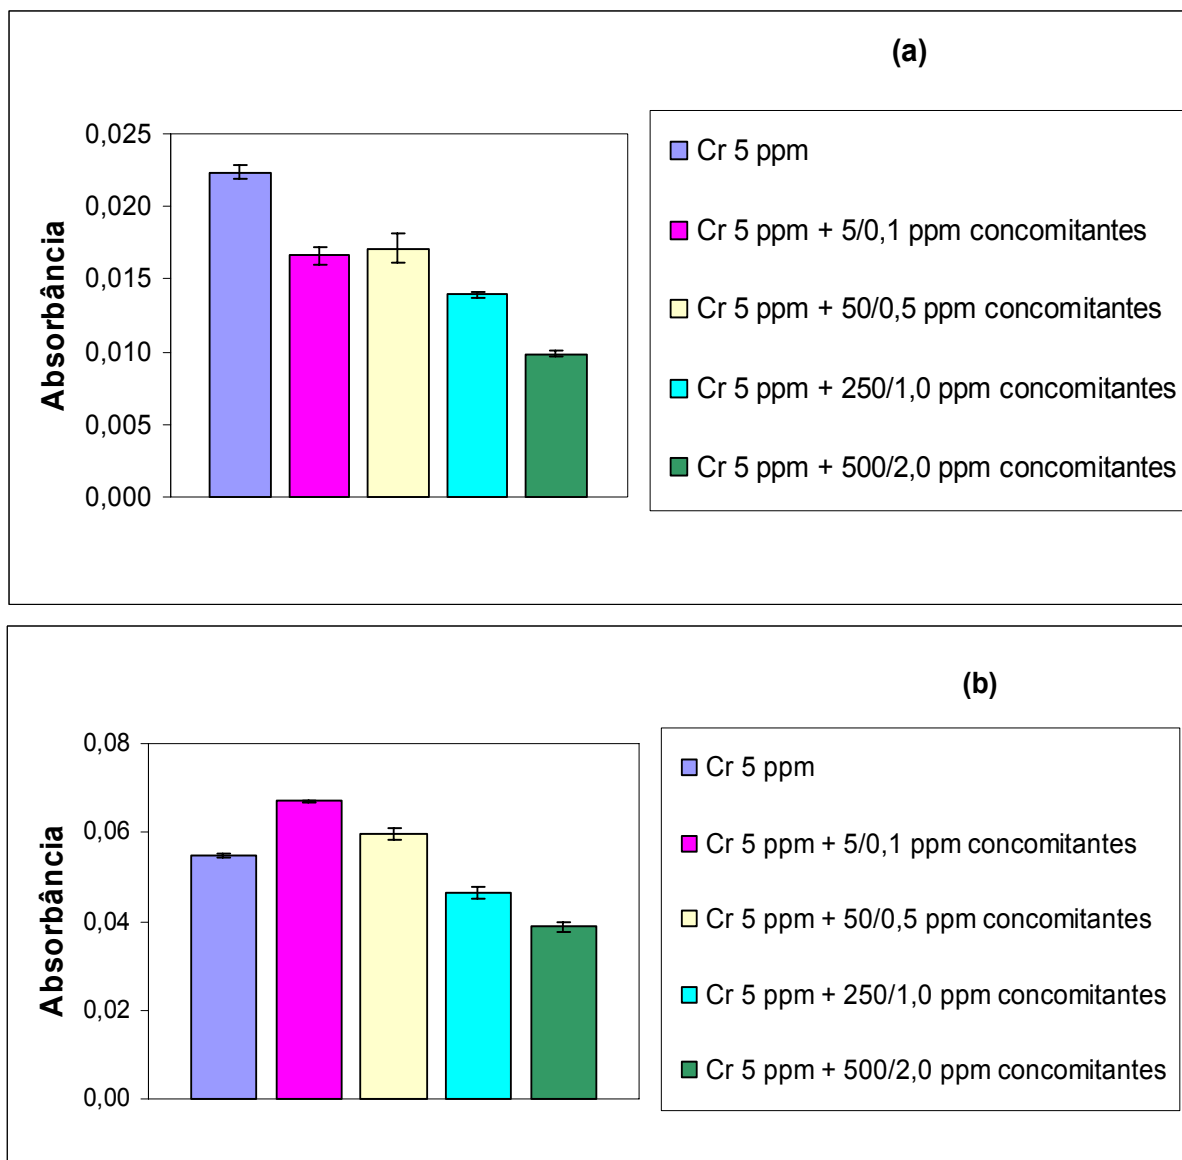 (a)
0,025
0,020
0,015
0,010
0,005
0,000
Absorbância
Cr 5 ppm
Cr 5 ppm + 5/0,1 ppm concomitantes
Cr 5 ppm + 50/0,5 ppm concomitantes
Cr 5 ppm + 250/1,0 ppm concomitantes
Cr 5 ppm + 500/2,0 ppm concomitantes
(b)
0,08
0,06
0,04
0,02
0,00
Absorbância
Cr 5 ppm
Cr 5 ppm + 5/0,1 ppm concomitantes
Cr 5 ppm + 50/0,5 ppm concomitantes
Cr 5 ppm + 250/1,0 ppm concomitantes
Cr 5 ppm + 500/2,0 ppm concomitantes